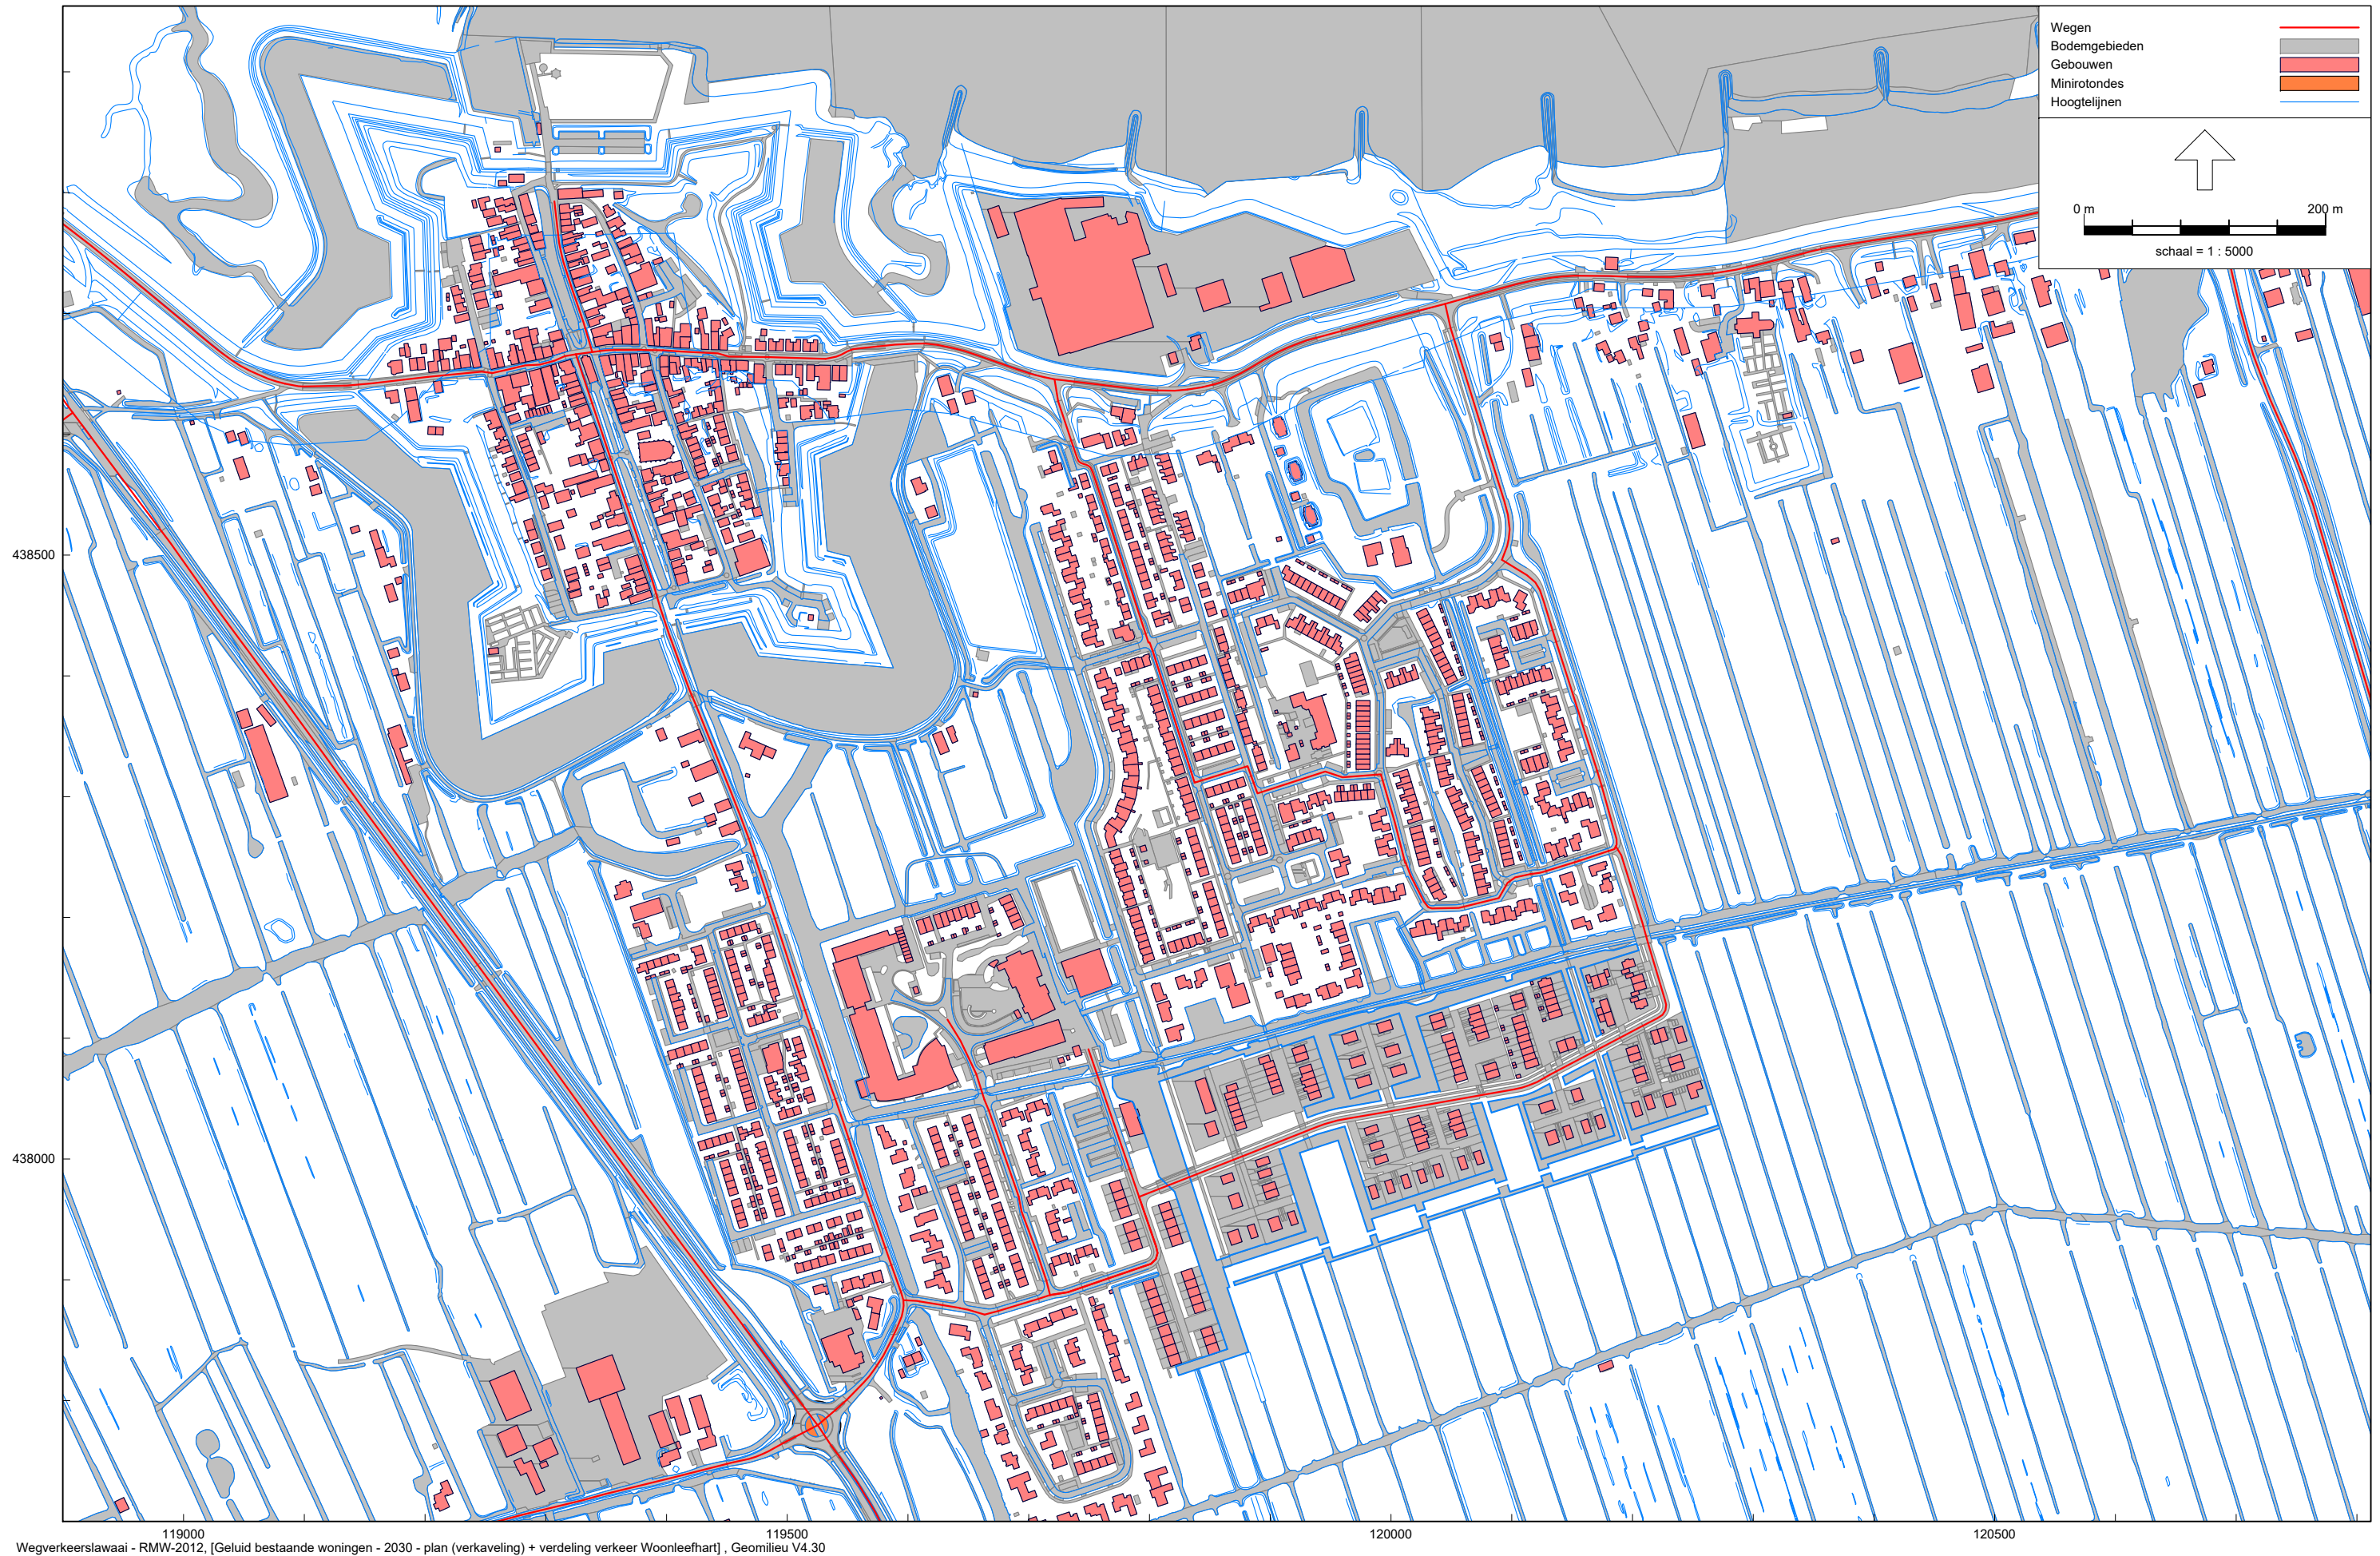 Wegen
Bodemgebieden
Gebouwen
Minirotondes
Hoogtelijnen
0 m 200 m
schaal = 1 : 5000
438500
438000
119000 119500 120000 120500
Wegverkeerslawaai - RMW-2012, [Geluid bestaande woningen - 2030 - plan (verkaveling) + verdeling verkeer Woonleefhart] , Geomilieu V4.30